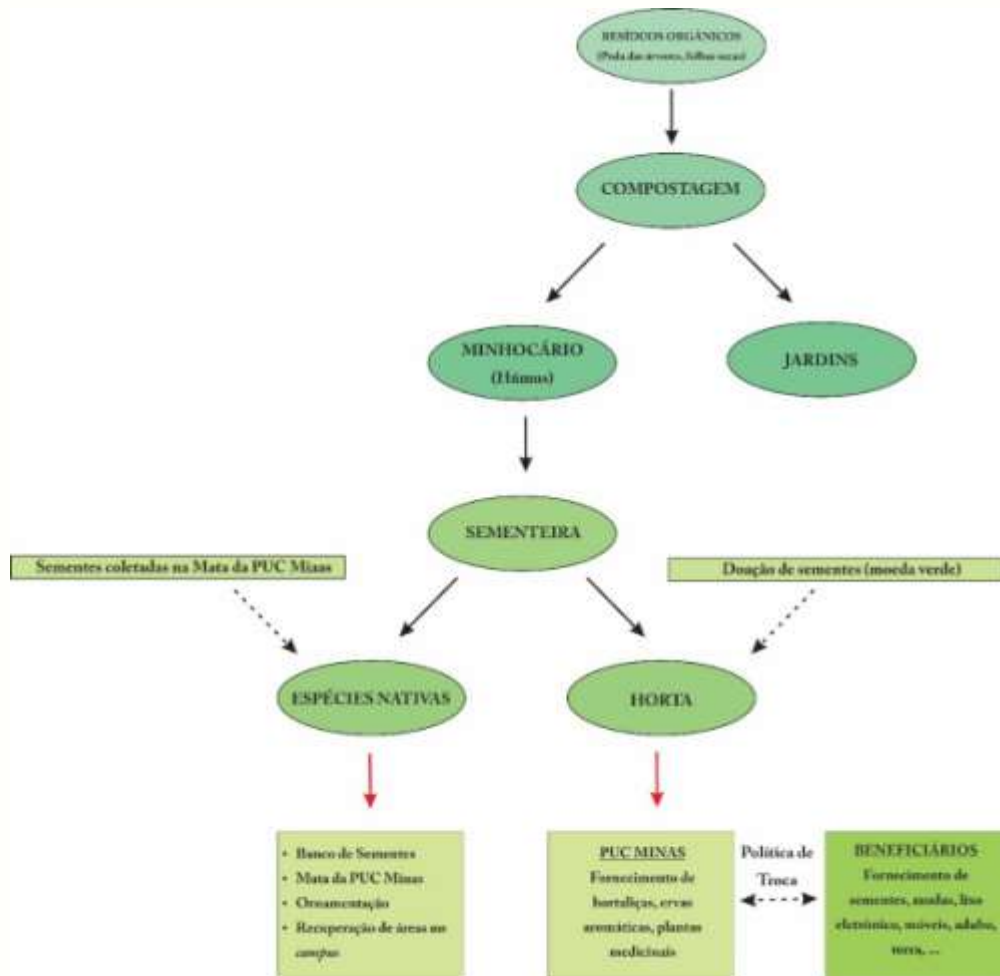 RESÍDUOS ORGÂNICOS
(Poda das árvores, folhas secas)
COMPOSTAGEM
MINHOCÁRIO
(Húmus)
JARDINS
SEMENTEIRA
Sementes coletadas na Mata da PUC Minas
Doação de sementes (moeda verde)
ESPÉCIES NATIVAS
HORTA
• Banco de Sementes
• Mata da PUC Minas
• Ornamentação
• Recuperação de áreas no
campus
PUC MINAS
Fornecimento de
hortaliças, ervas
aromáticas, plantas
medicinais
Política de
Troca
BENEFICIÁRIOS
Fornecimento de
sementes, mudas, lixo
eletrônico, móveis, adubo,
terra, ...